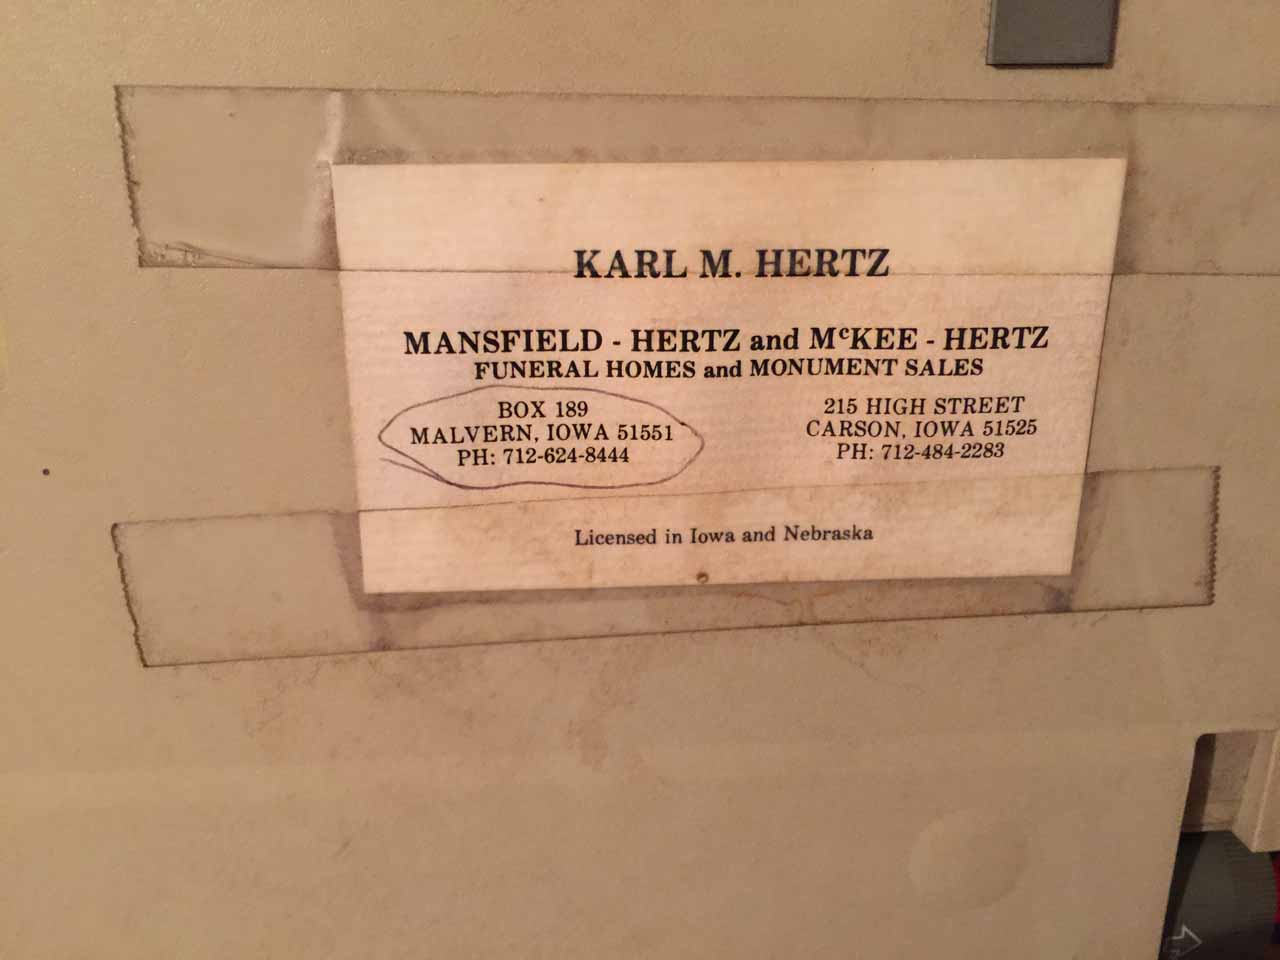 KARL M. HERTZ
MANSFIELD - HERTZ and McKEE - HERTZ
FUNERAL HOMES and MONUMENT SALES
BOX 189
MALVERN, IOWA 51551
PH: 712-624-8444
215 HIGH STREET
CARSON, IOWA 51525
PH: 712-484-2283
Licensed in Iowa and Nebraska